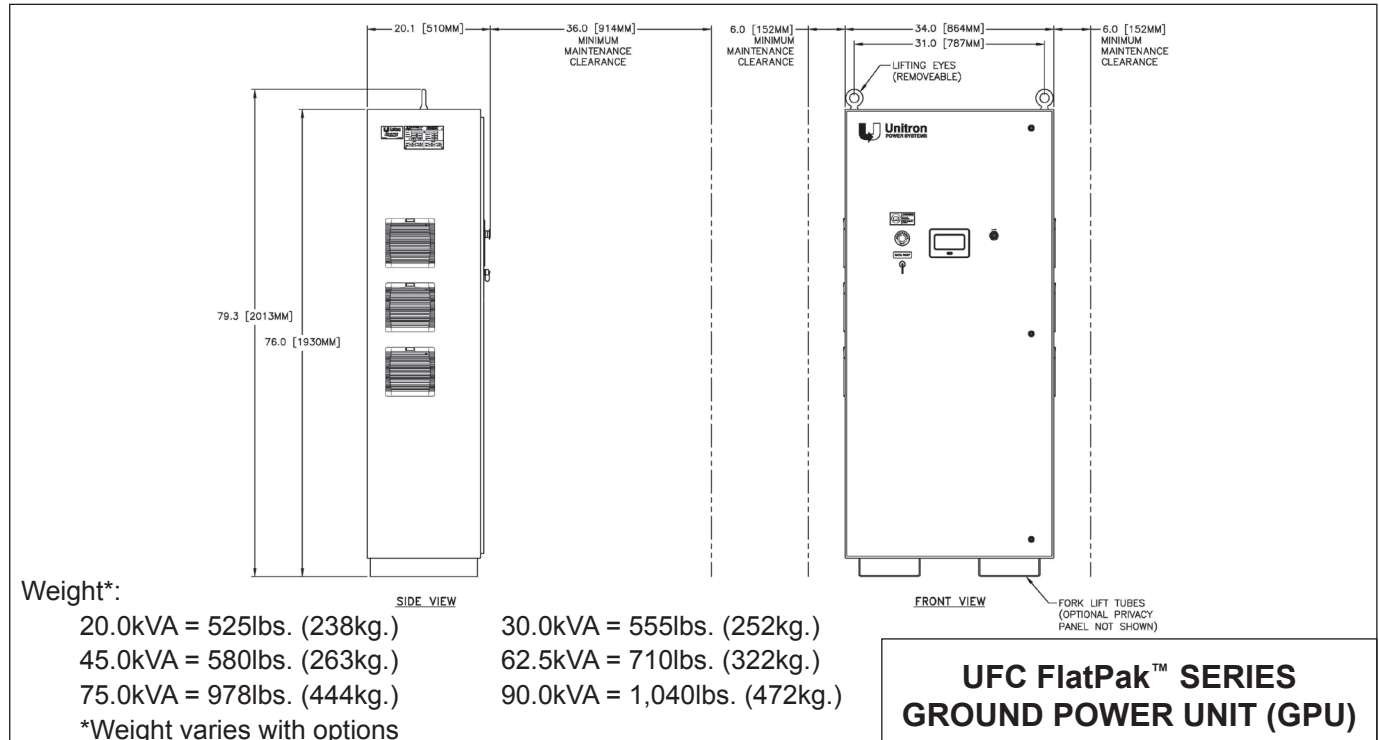 20.1 [510MM]
36.0 [914MM]
MINIMUM
MAINTENANCE
CLEARANCE
6.0 [152MM]
MINIMUM
MAINTENANCE
CLEARANCE
34.0 [864MM]
31.0 [787MM]
6.0 [152MM]
MINIMUM
MAINTENANCE
CLEARANCE
LIFTING EYES
(REMOVEABLE)
Unitron
POWER SYSTEMS
79.3 [2013MM]
76.0 [1930MM]
SIDE VIEW
FRONT VIEW
FORK LIFT TUBES
(OPTIONAL PRIVACY
PANEL NOT SHOWN)
Weight*:
20.0kVA = 525lbs. (238kg.)
30.0kVA = 555lbs. (252kg.)
45.0kVA = 580lbs. (263kg.)
62.5kVA = 710lbs. (322kg.)
75.0kVA = 978lbs. (444kg.)
90.0kVA = 1,040lbs. (472kg.)
*Weight varies with options
UFC FlatPak™ SERIES
GROUND POWER UNIT (GPU)